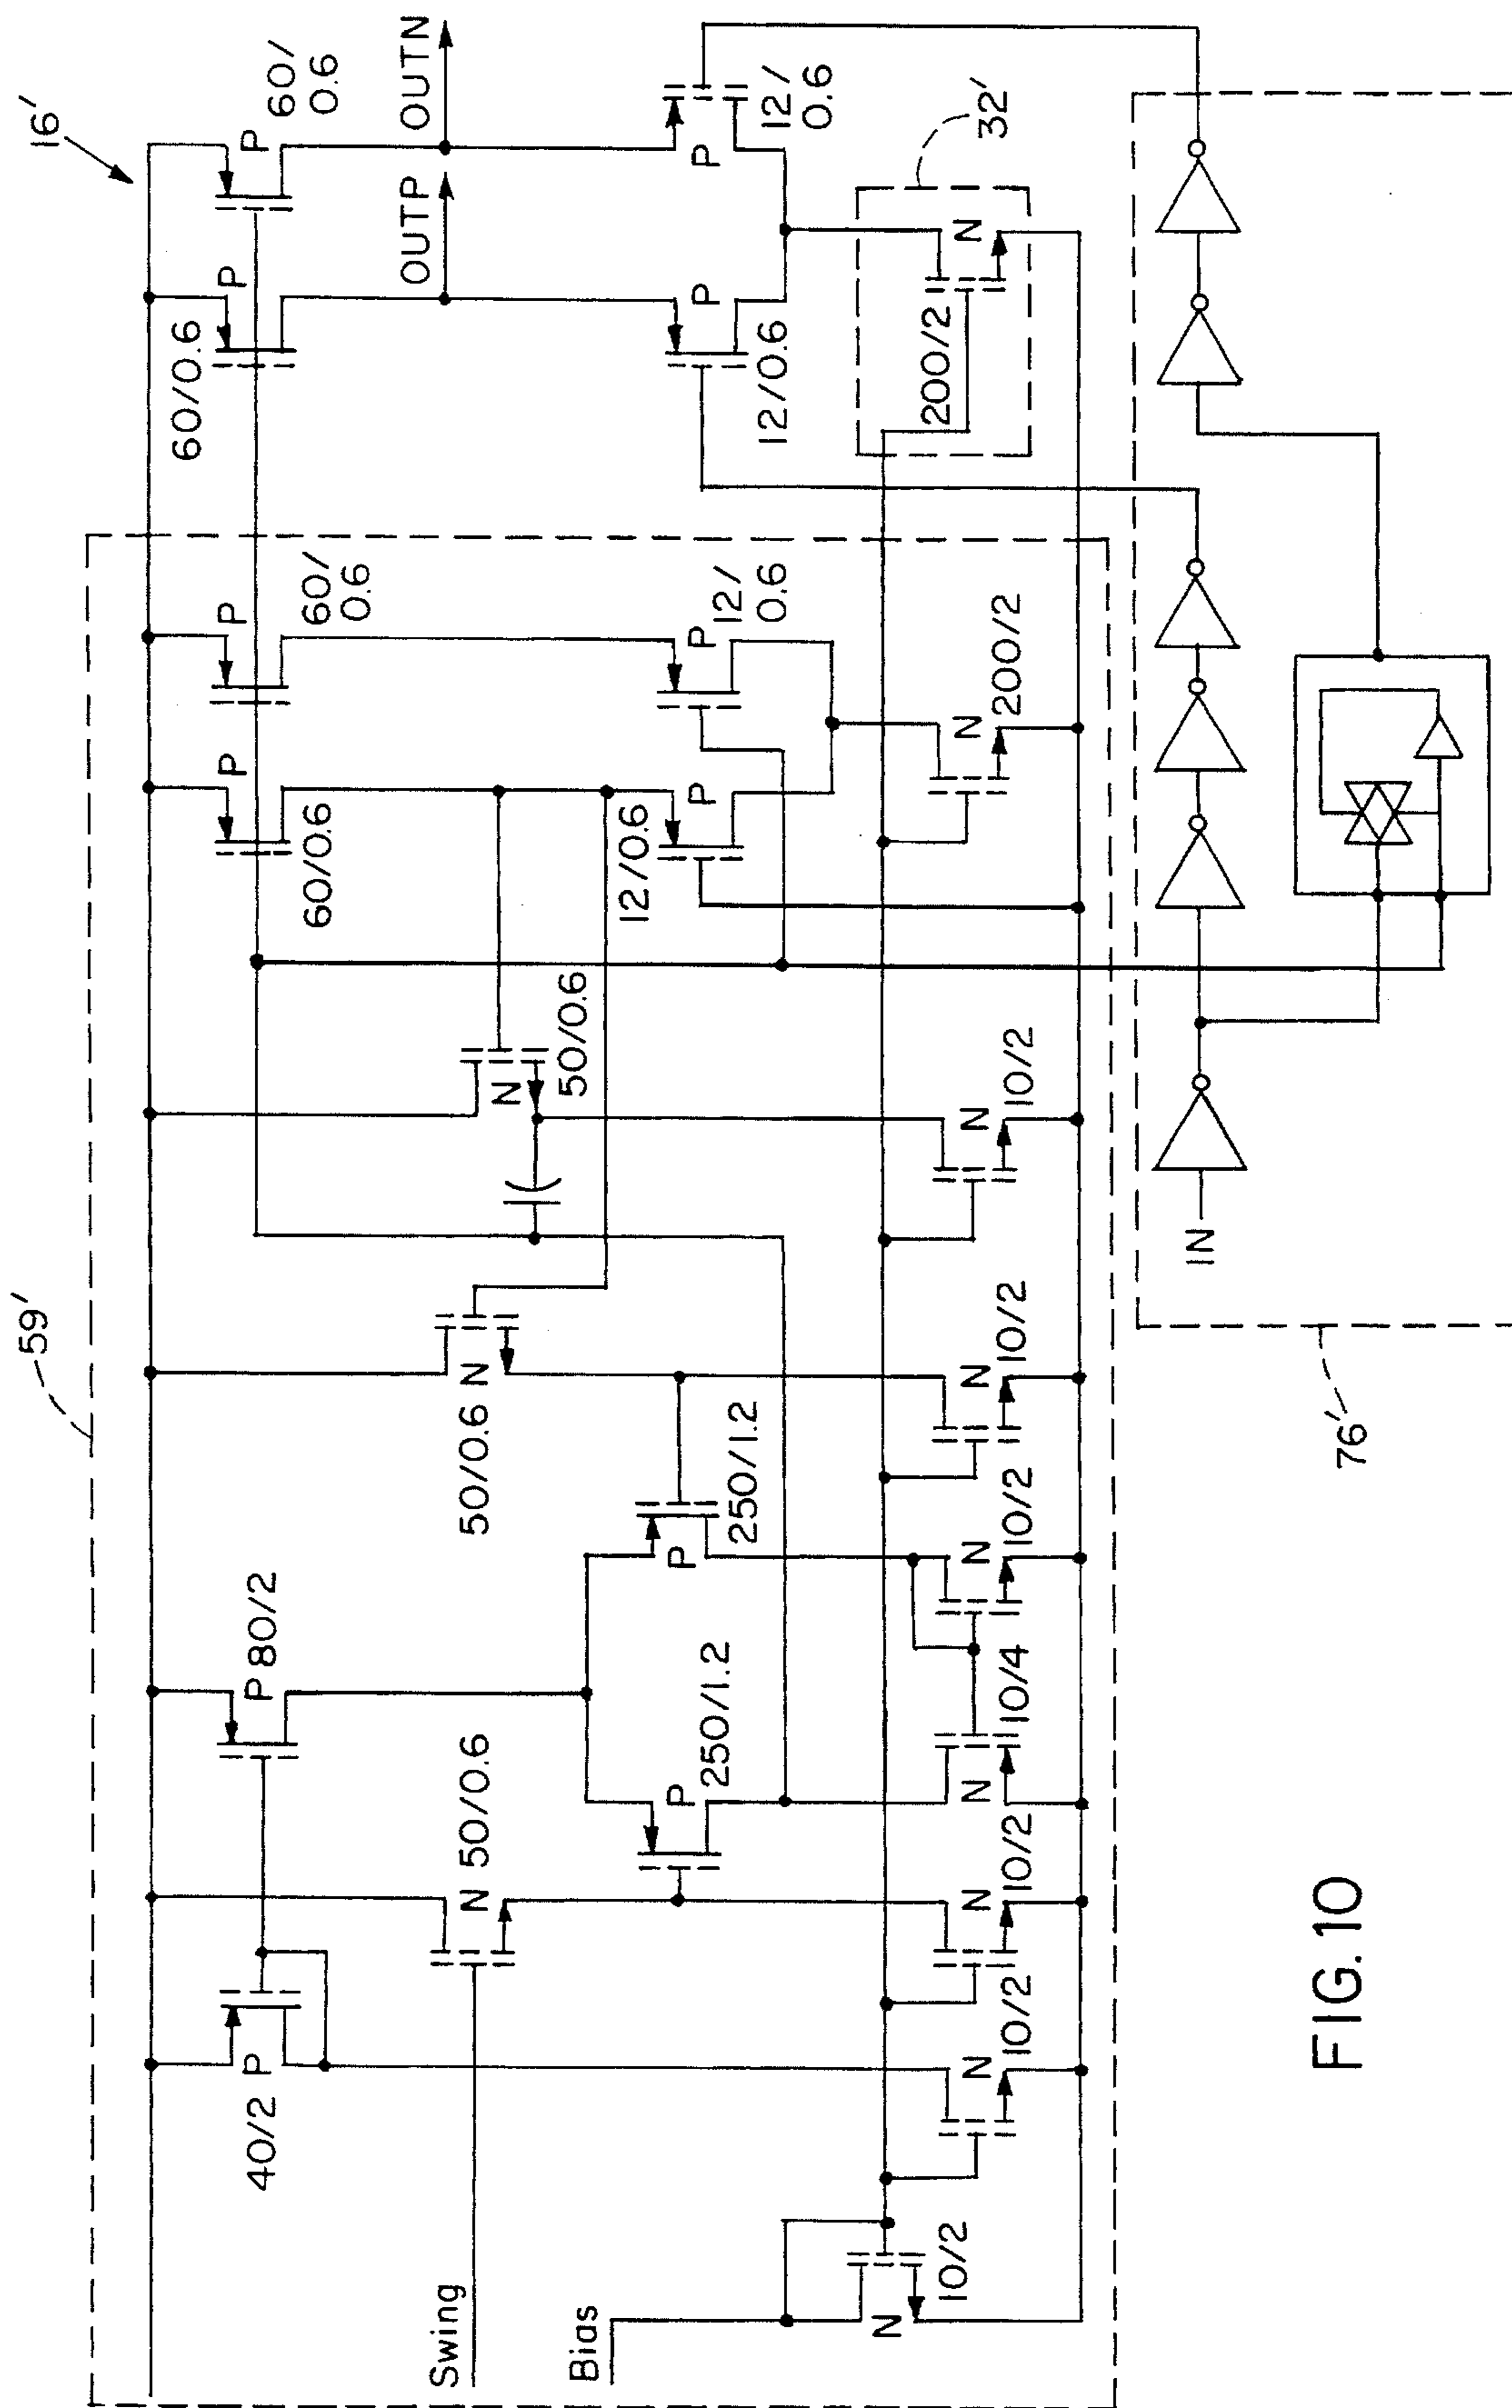 16'
59'
60/
0.6
P
OUTN
60/0.6
P
OUTP
P
12/
0.6
P
12/0.6
32'
N
200/2
P
60/
0.6
P
60/0.6
P
12/
0.6
P
12/0.6
N
200/2
N
50/0.6
N
10/2
N
50/0.6
N
10/2
P
80/2
P
250/1.2
N
10/2
P
250/1.2
N
10/4
N
50/0.6
N
10/2
P
40/2
N
10/2
Swing
Bias
N
10/2
IN
76'
FIG. 10